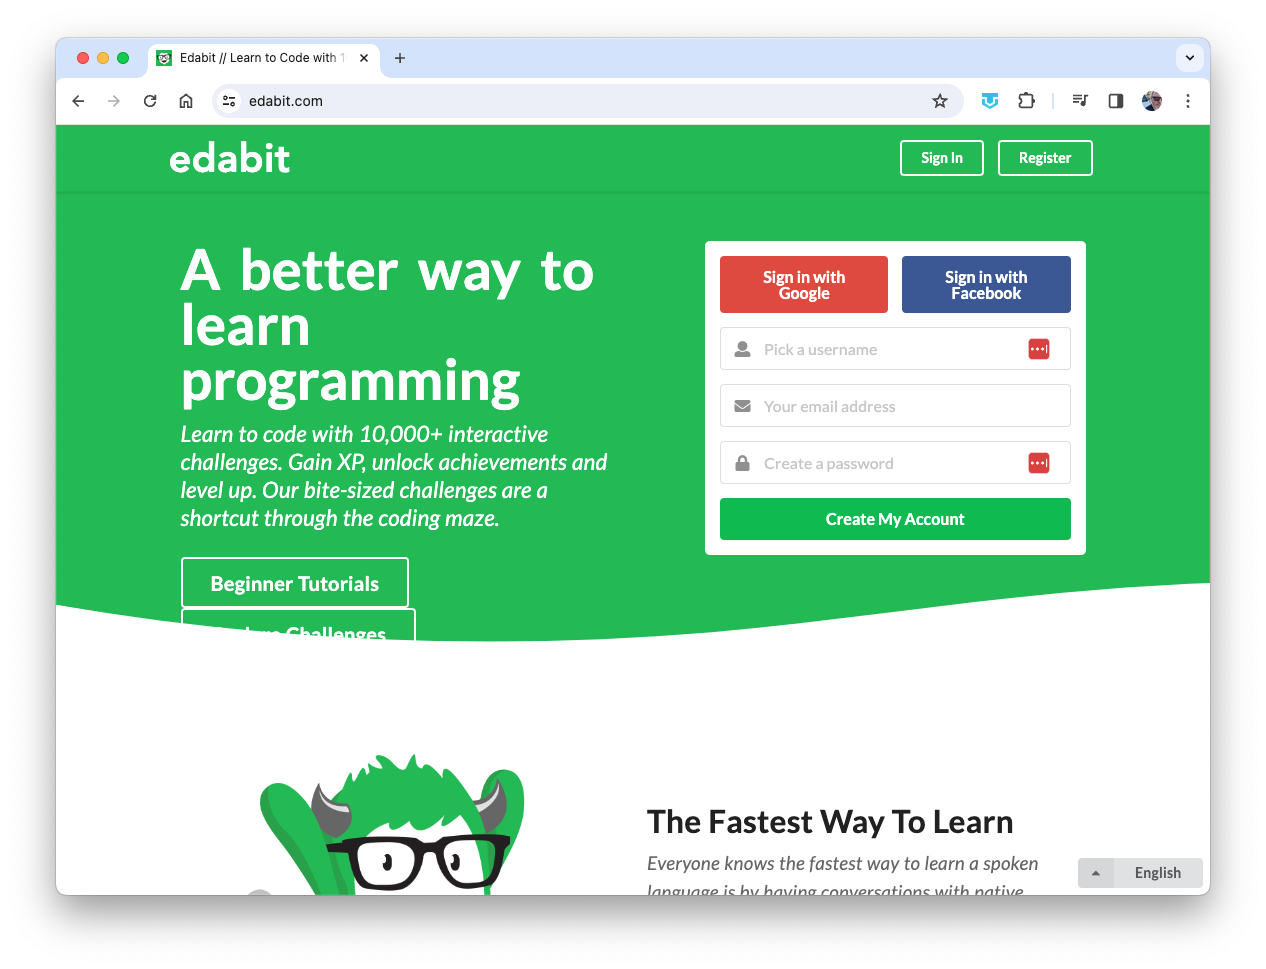 Edabit // Learn to Code with 1
edabit.com
edabit
Sign In
Register
A better way to
learn
programming
Learn to code with 10,000+ interactive
challenges. Gain XP, unlock achievements and
level up. Our bite-sized challenges are a
shortcut through the coding maze.
Beginner Tutorials
Challenges
Sign in with
Google
Sign in with
Facebook
Pick a username
Your email address
Create a password
Create My Account
The Fastest Way To Learn
Everyone knows the fastest way to learn a spoken
language is by having conversations with native
English